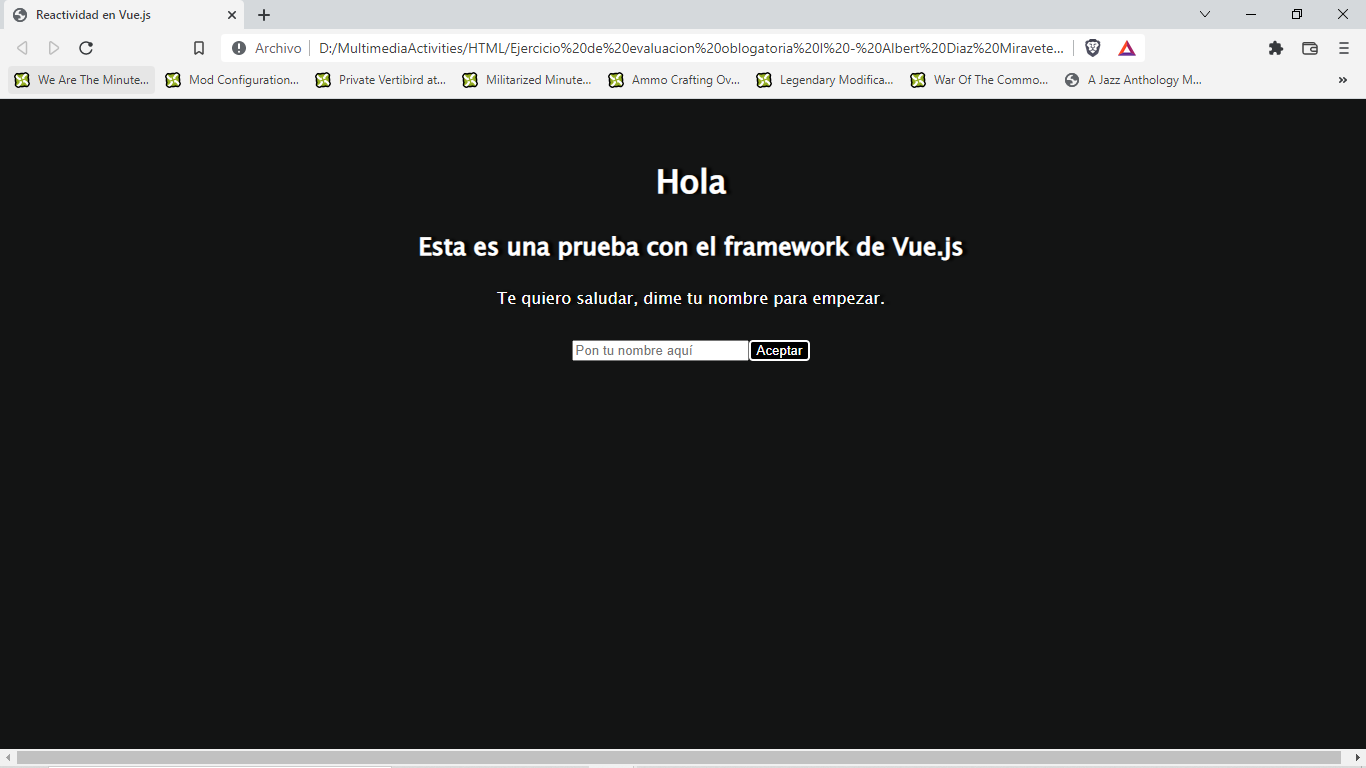 Reactividad en Vue.js
Archivo D:/MultimediaActivities/HTML/Ejercicio%20de%20evaluacion%20oblogatoria%20I%20-%20Albert%20Diaz%20Miravete...
We Are The Minute... Mod Configuration... Private Vertibird at... Militarized Minute... Ammo Crafting Ov... Legendary Modifica... War Of The Commo... A Jazz Anthology M... »
Hola
Esta es una prueba con el framework de Vue.js
Te quiero saludar, dime tu nombre para empezar.
Pon tu nombre aquí Aceptar